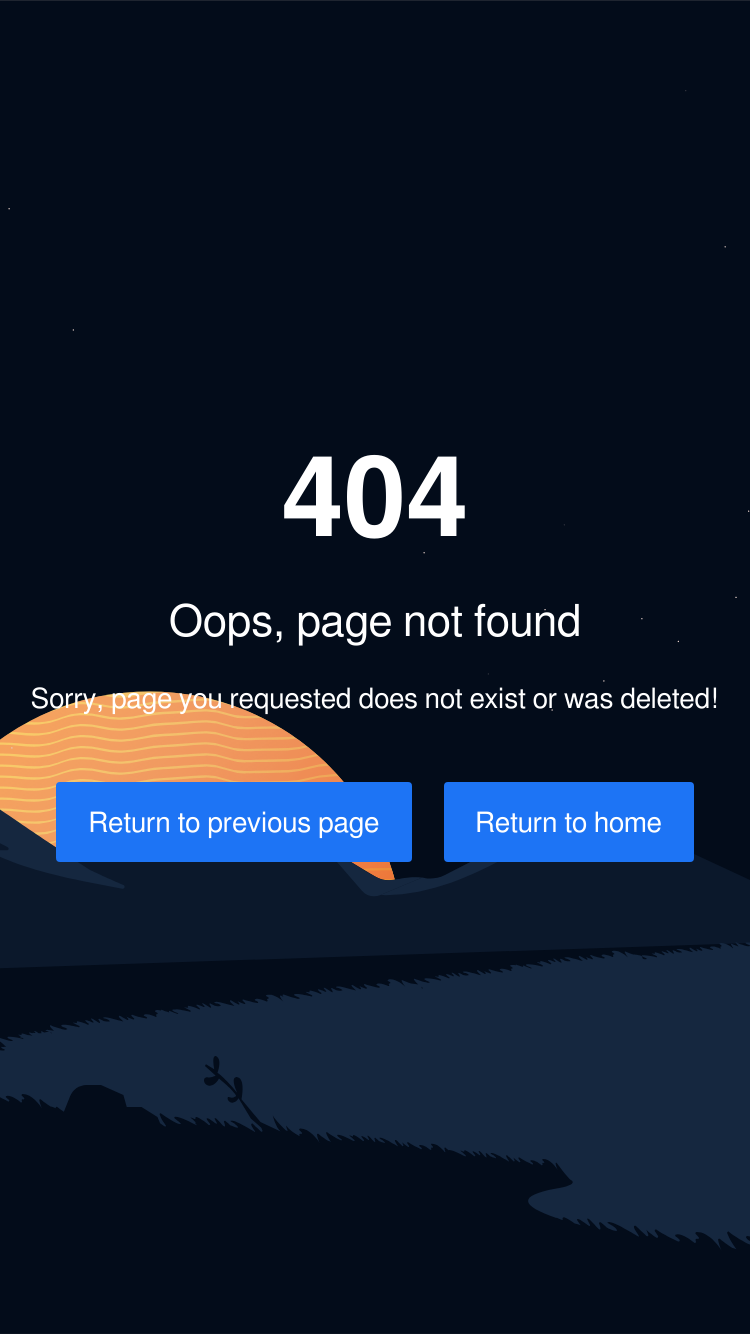 404
Oops, page not found
Sorry, page you requested does not exist or was deleted!
Return to previous page
Return to home